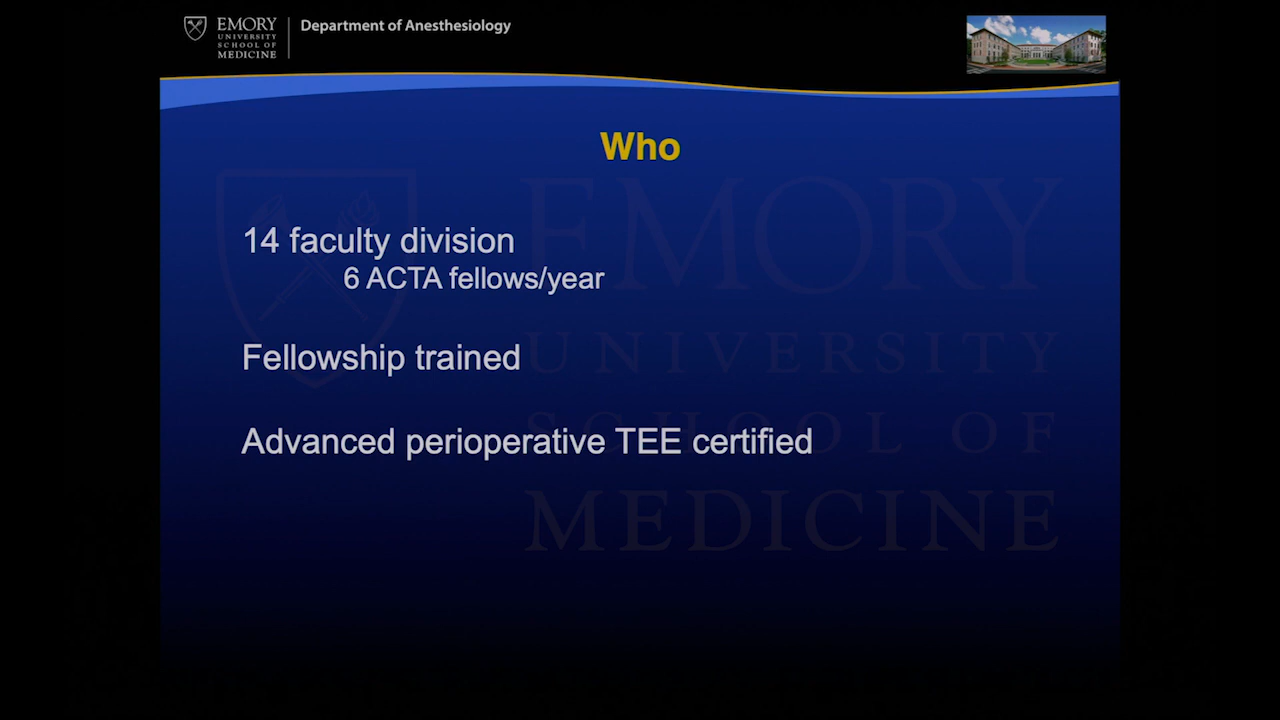 EMORY
UNIVERSITY
SCHOOL OF
MEDICINE
Department of Anesthesiology
Who
14 faculty division
6 ACTA fellows/year
Fellowship trained
Advanced perioperative TEE certified
EMORY
UNIVERSITY
SCHOOL OF
MEDICINE